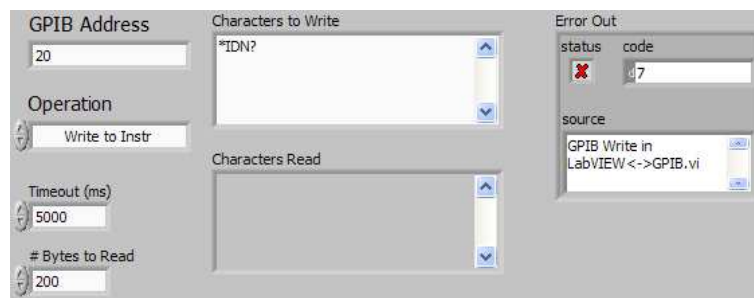 GPIB Address
20
Operation
Write to Instr
Timeout (ms)
5000
# Bytes to Read
200
Characters to Write
*IDN?
Characters Read
Error Out
status code
d7
source
GPIB Write in
LabVIEW<->GPIB.vi